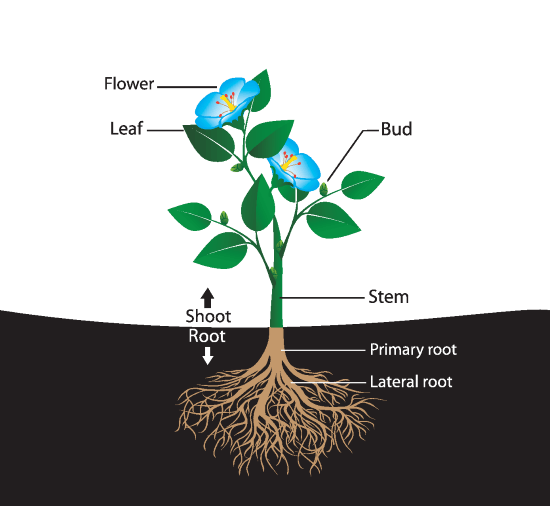 Flower
Leaf
Bud
Stem
Shoot
Root
Primary root
Lateral root